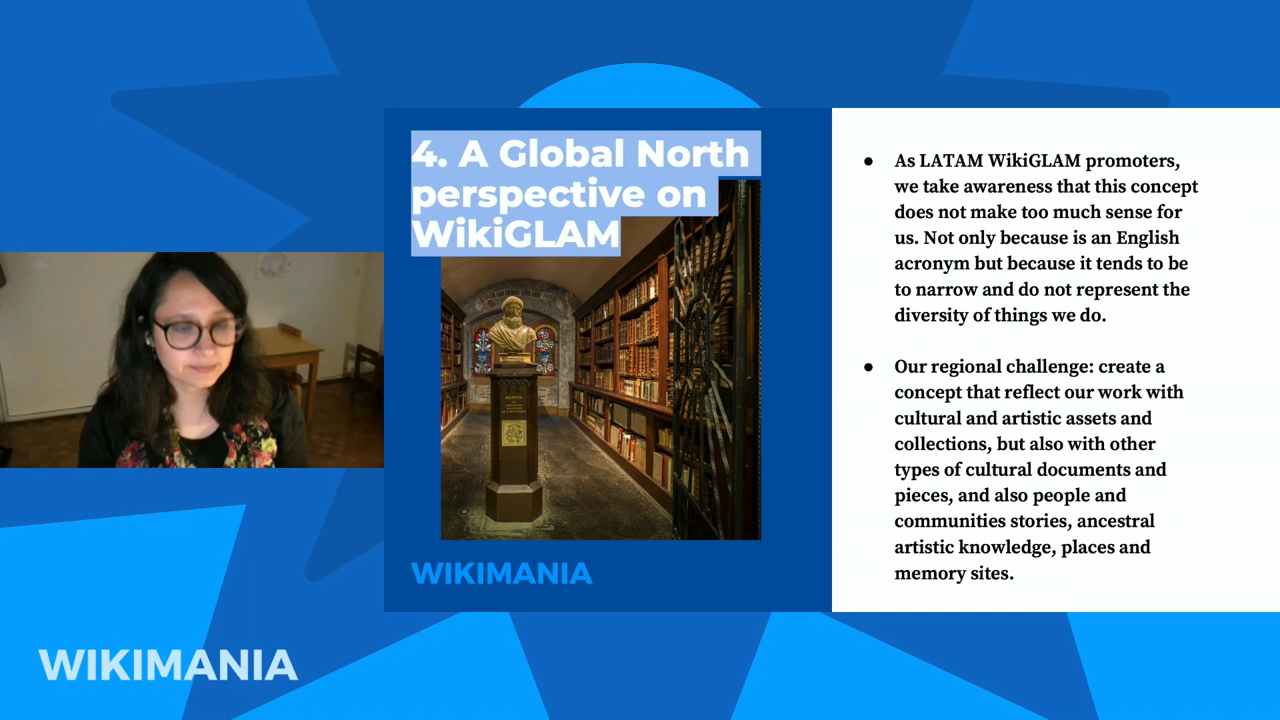 4. A Global North
perspective on
WikiGLAM
WIKIMANIA
● As LATAM WikiGLAM promoters,
we take awareness that this concept
does not make too much sense for
us. Not only because is an English
acronym but because it tends to be
to narrow and do not represent the
diversity of things we do.
● Our regional challenge: create a
concept that reflect our work with
cultural and artistic assets and
collections, but also with other
types of cultural documents and
pieces, and also people and
communities stories, ancestral
artistic knowledge, places and
memory sites.
WIKIMANIA